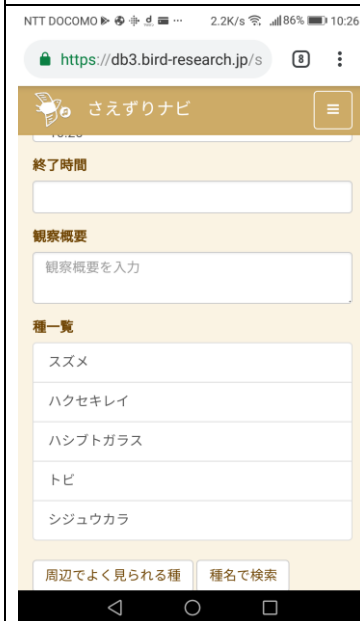 NTT DOCOMO ··· 2.2K/s 86% 10:26
https://db3.bird-research.jp/s 8
さえずりナビ
終了時間
観察概要
観察概要を入力
種一覧
スズメ
ハクセキレイ
ハシブトガラス
トビ
シジュウカラ
周辺でよく見られる種 種名で検索